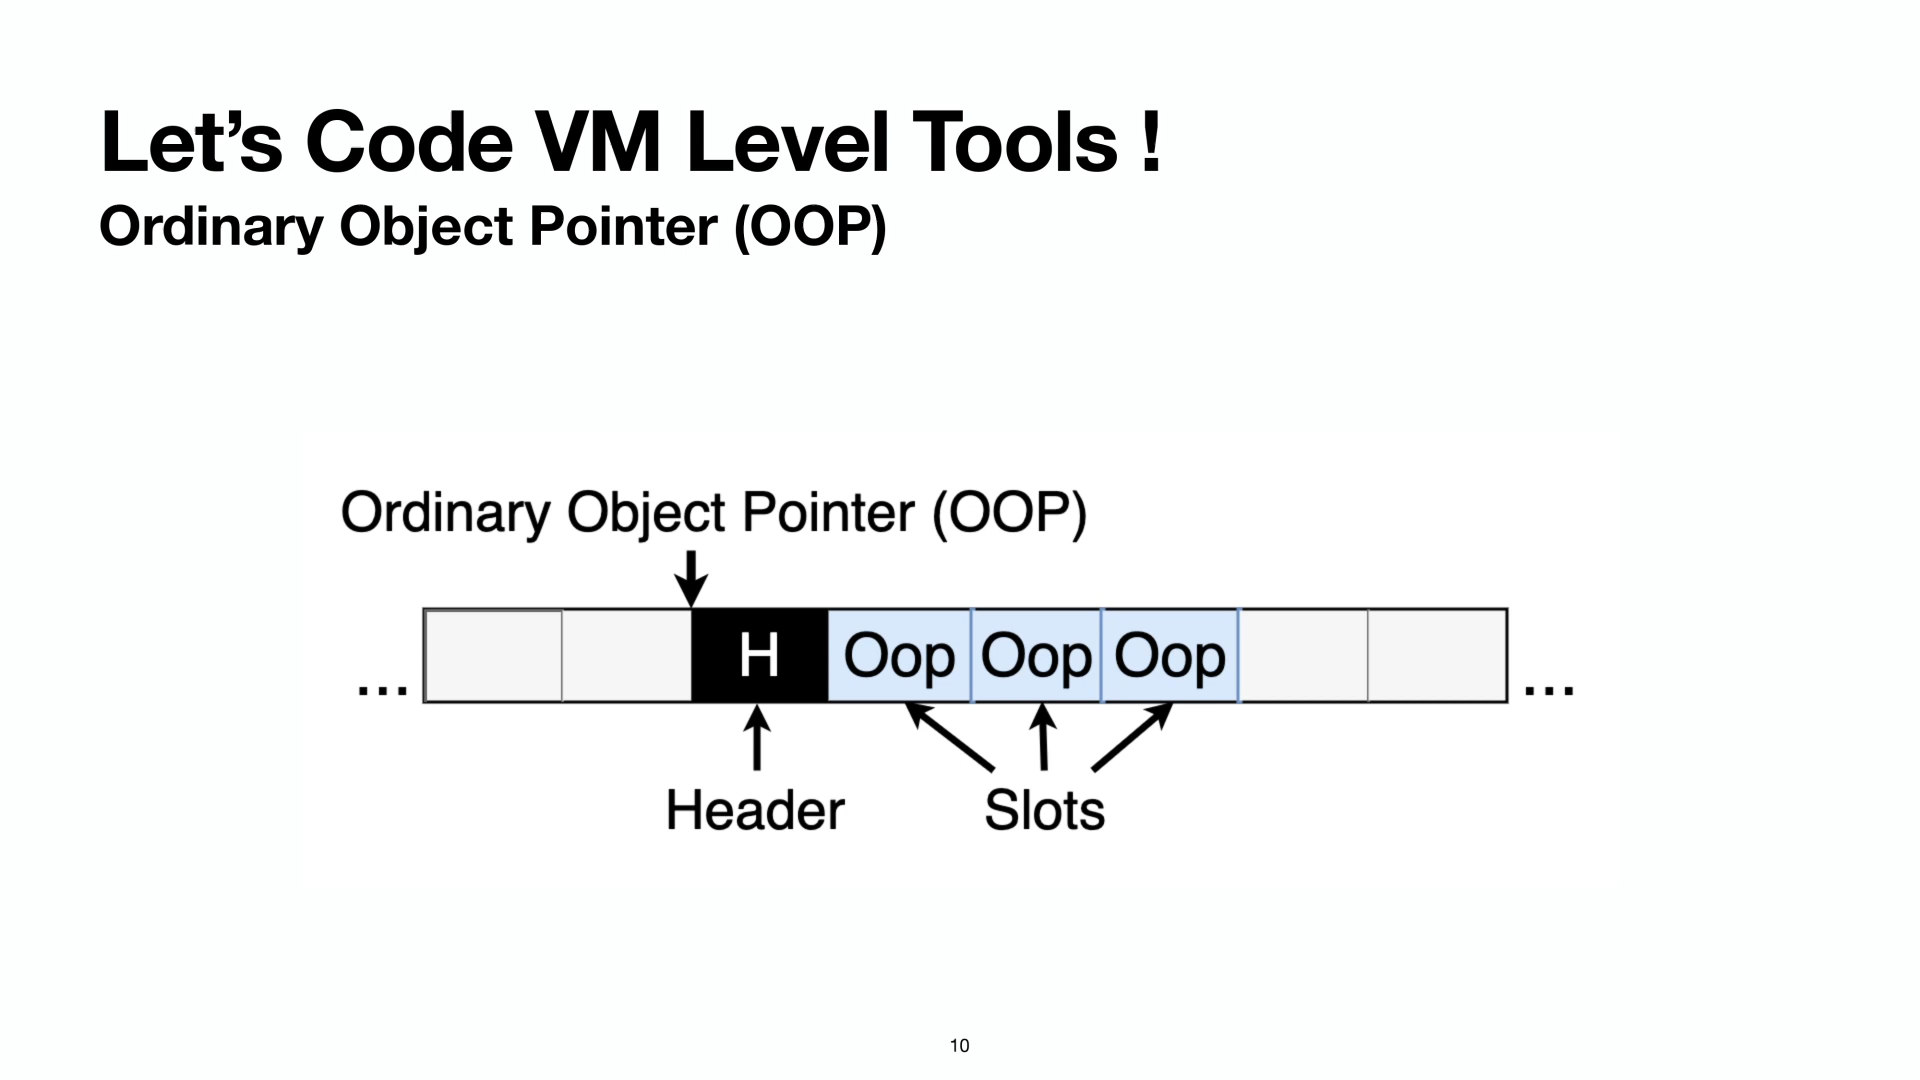 Let’s Code VM Level Tools !
Ordinary Object Pointer (OOP)
Ordinary Object Pointer (OOP)
... H Oop Oop Oop ...
Header Slots
10